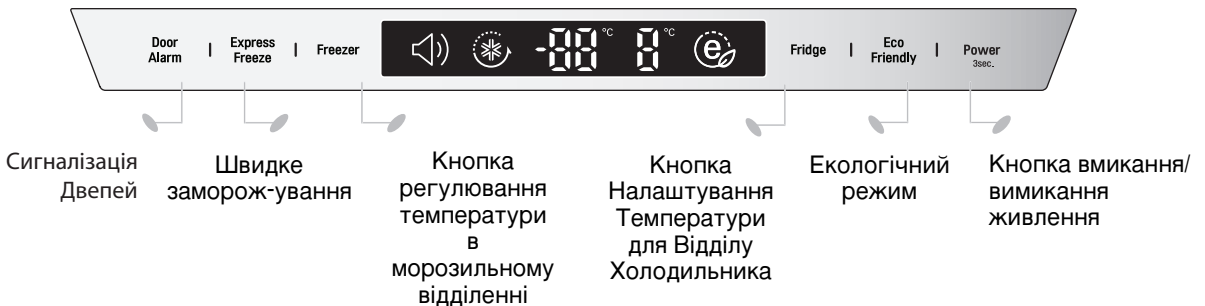 Door Alarm | Express Freeze | Freezer -88 °C 8 °C e Fridge | Eco Friendly | Power 3sec.
Сигналізація
Двепей
Швидке
заморож-ування
Кнопка
регулювання
температури
в
морозильному
відділенні
Кнопка
Налаштування
Температури
для Відділу
Холодильника
Екологічний
режим
Кнопка вмикання/
вимикання
живлення